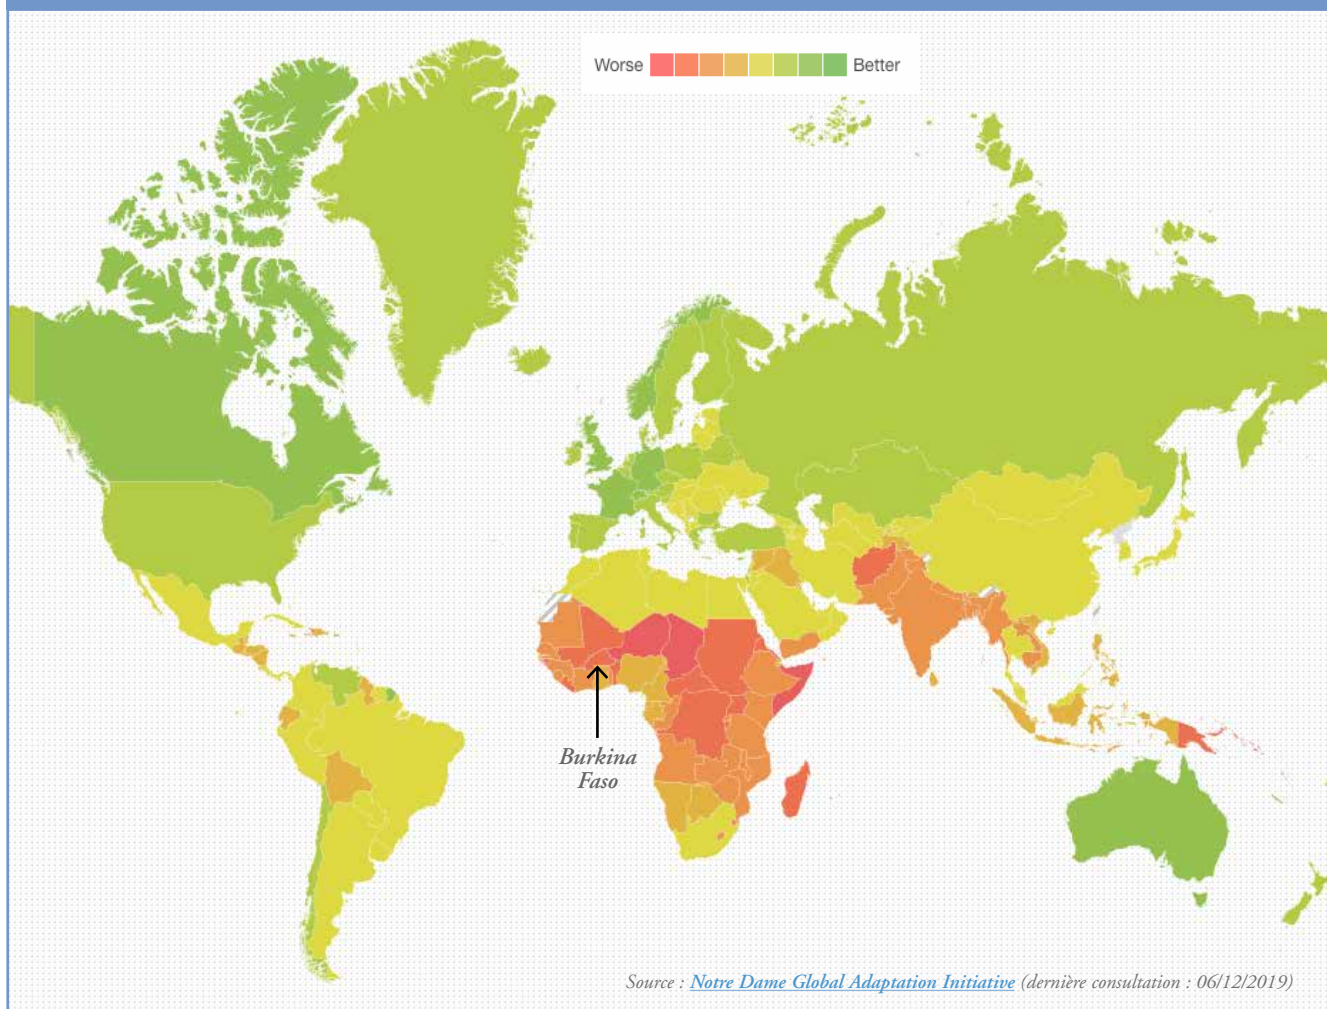 Worse Better
Burkina
Faso
Source : Notre Dame Global Adaptation Initiative (dernière consultation : 06/12/2019)